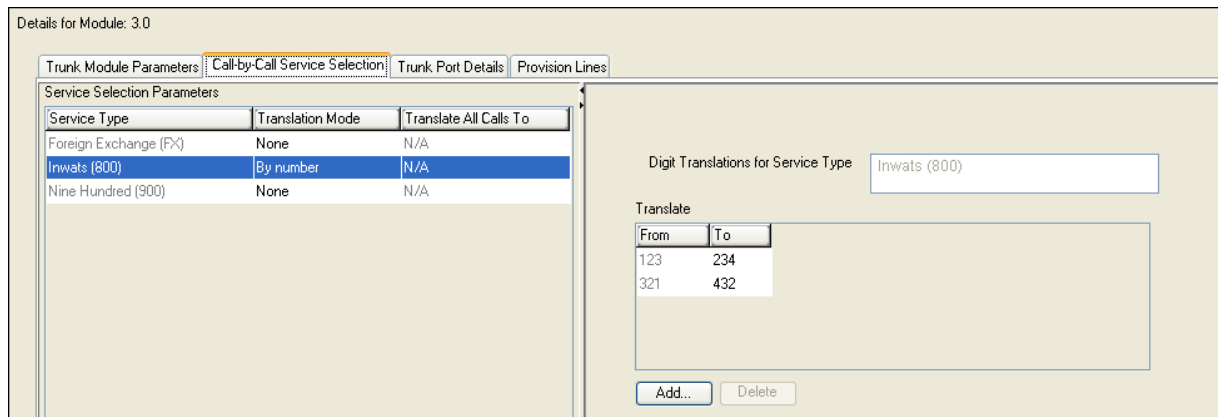 Details for Module: 3.0
Trunk Module Parameters Call-by-Call Service Selection Trunk Port Details Provision Lines
Service Selection Parameters
Service Type Translation Mode Translate All Calls To
Foreign Exchange (FX) None N/A
Inwats (800) By number N/A
Nine Hundred (900) None N/A
Digit Translations for Service Type Inwats (800)
Translate
From To
123 234
321 432
Add... Delete